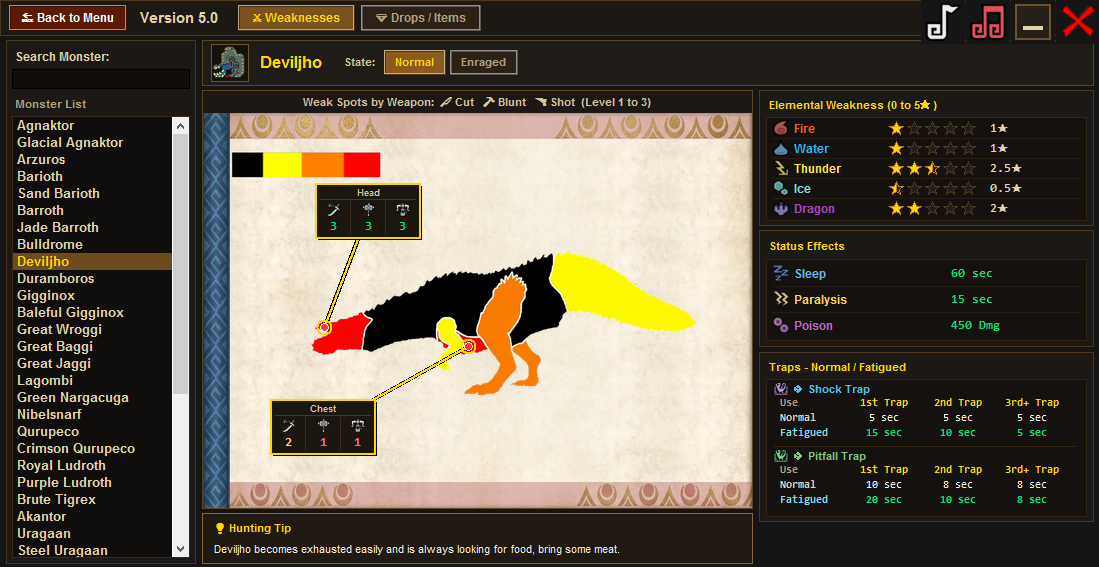 Back to Menu
Version 5.0
Weaknesses
Drops / Items
Search Monster:
Monster List
Agnaktor
Glacial Agnaktor
Arzuros
Barioth
Sand Barioth
Barroth
Jade Barroth
Bulldrome
Deviljho
Duramboros
Gigginox
Baleful Gigginox
Great Wroggi
Great Baggi
Great Jaggi
Lagombi
Green Nargacuga
Nibelsnarf
Qurupeco
Crimson Qurupeco
Royal Ludroth
Purple Ludroth
Brute Tigrex
Akantor
Uragaan
Steel Uragaan
Deviljho
State:
Normal
Enraged
Weak Spots by Weapon: Cut Blunt Shot (Level 1 to 3)
Head
3 3 3
Chest
2 1 1
Hunting Tip
Deviljho becomes exhausted easily and is always looking for food, bring some meat.
Elemental Weakness (0 to 5★ )
Fire ★☆☆☆☆ 1★
Water ★☆☆☆☆ 1★
Thunder 2.5★
Ice 0.5★
Dragon ★★☆☆☆ 2★
Status Effects
Sleep 60 sec
Paralysis 15 sec
Poison 450 Dmg
Traps - Normal / Fatigued
Shock Trap
Use 1st Trap 2nd Trap 3rd+ Trap
Normal 5 sec 5 sec 5 sec
Fatigued 15 sec 10 sec 5 sec
Pitfall Trap
Use 1st Trap 2nd Trap 3rd+ Trap
Normal 10 sec 8 sec 8 sec
Fatigued 20 sec 10 sec 8 sec